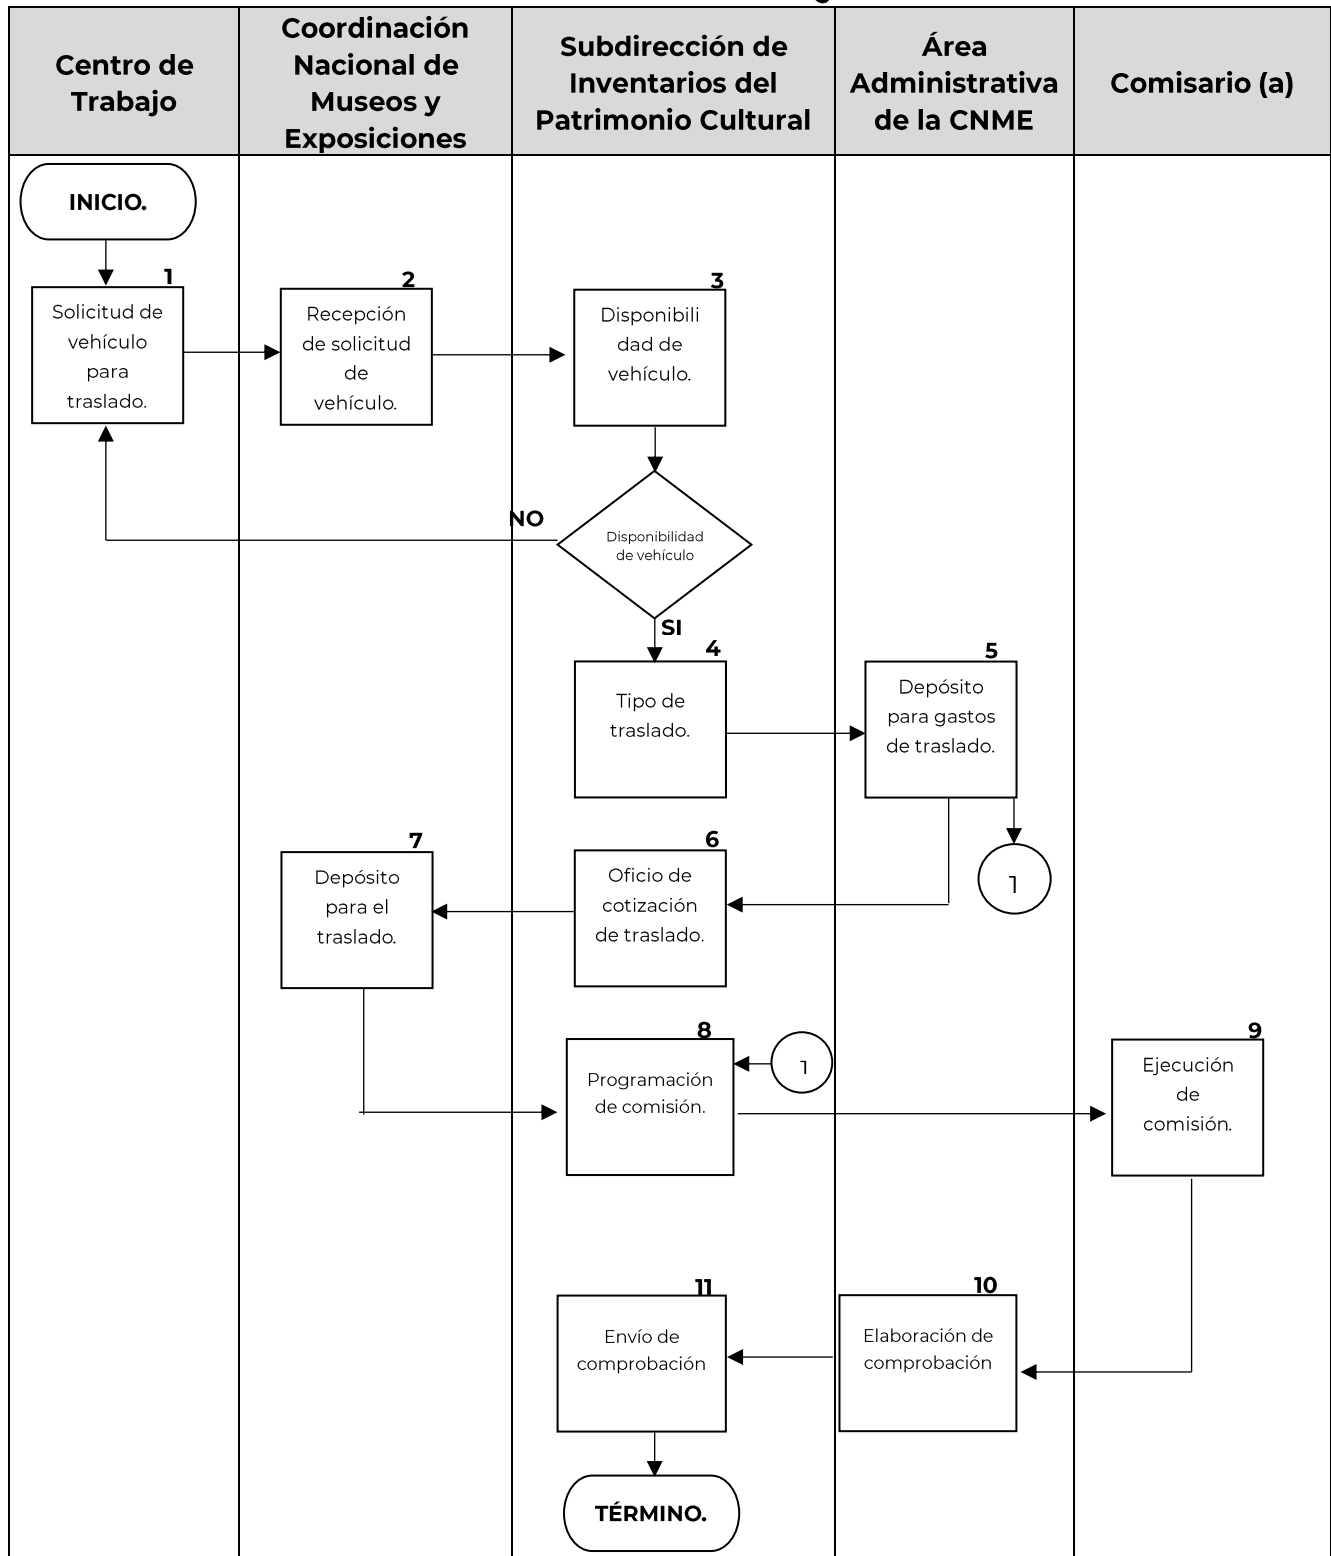 Centro de
Trabajo
Coordinación
Nacional de
Museos y
Exposiciones
Subdirección de
Inventarios del
Patrimonio Cultural
Área
Administrativa
de la CNME
Comisario (a)
INICIO.
1
Solicitud de
vehículo
para
traslado.
2
Recepción
de solicitud
de
vehículo.
3
Disponibili
dad de
vehículo.
NO
Disponibilidad
de vehículo
SI
4
Tipo de
traslado.
5
Depósito
para gastos
de traslado.
1
6
Oficio de
cotización
de traslado.
7
Depósito
para el
traslado.
8
Programación
de comisión.
1
9
Ejecución
de
comisión.
10
Elaboración de
comprobación
11
Envío de
comprobación
TÉRMINO.